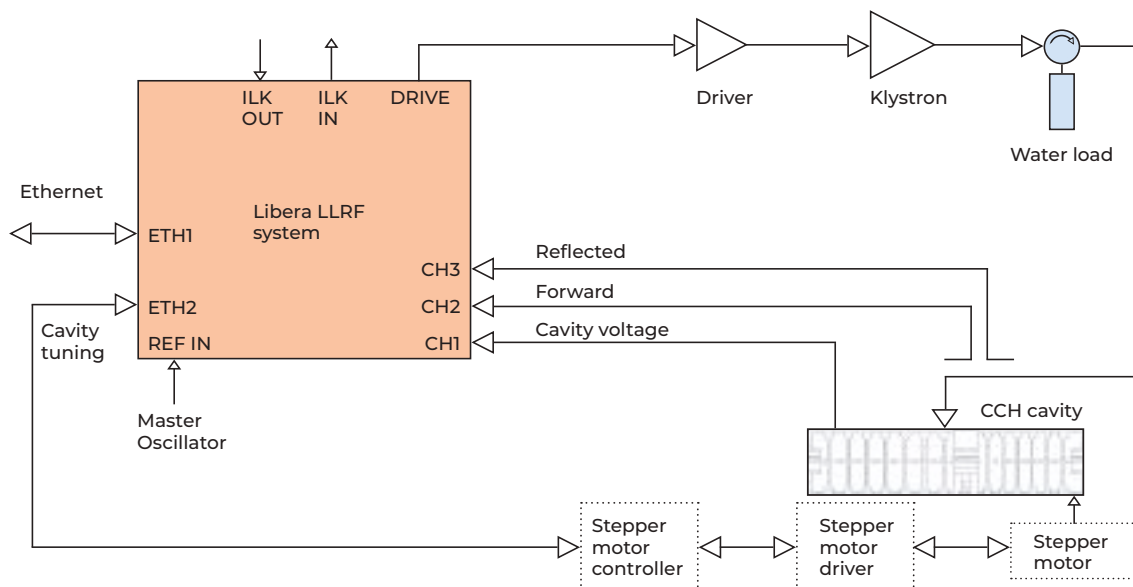 ILK
OUT
ILK
IN
DRIVE
Driver
Klystron
Water load
Ethernet
Libera LLRF
system
ETH1
Reflected
CH3
Forward
CH2
ETH2
Cavity
tuning
Cavity voltage
REF IN
CH1
Master
Oscillator
CCH cavity
Stepper
motor
controller
Stepper
motor
driver
Stepper
motor